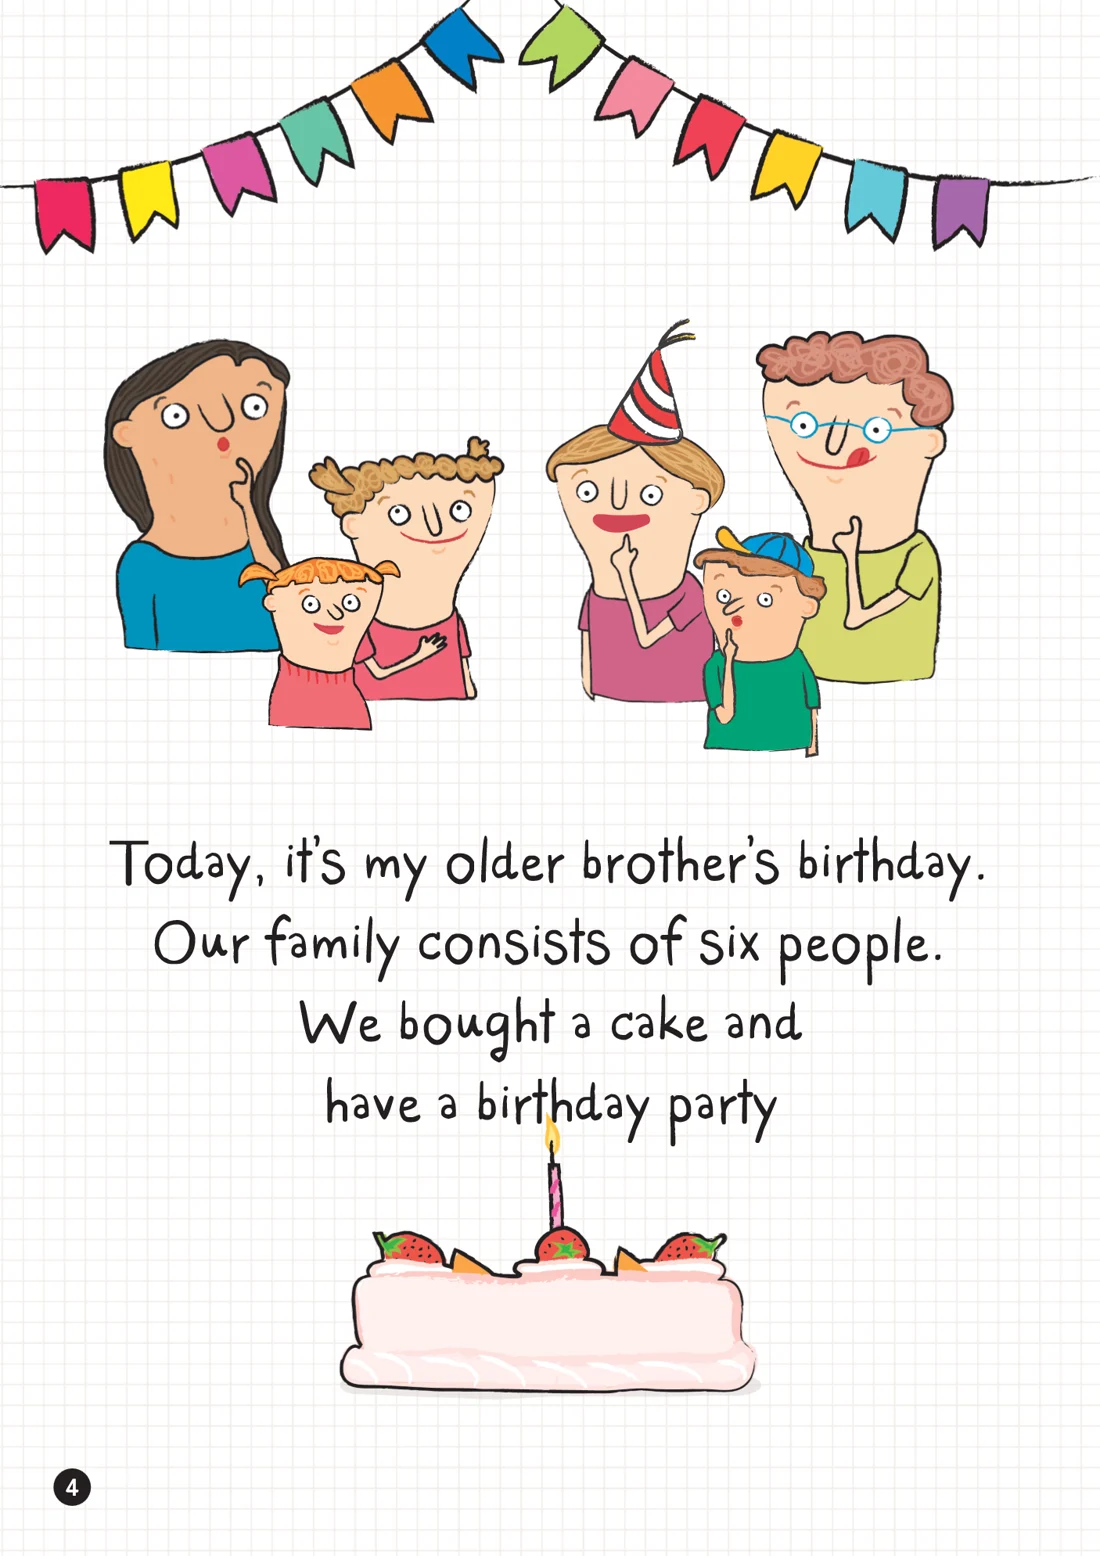 Today, it's my older brother's birthday.
Our family consists of six people.
We bought a cake and
have a birthday party
4